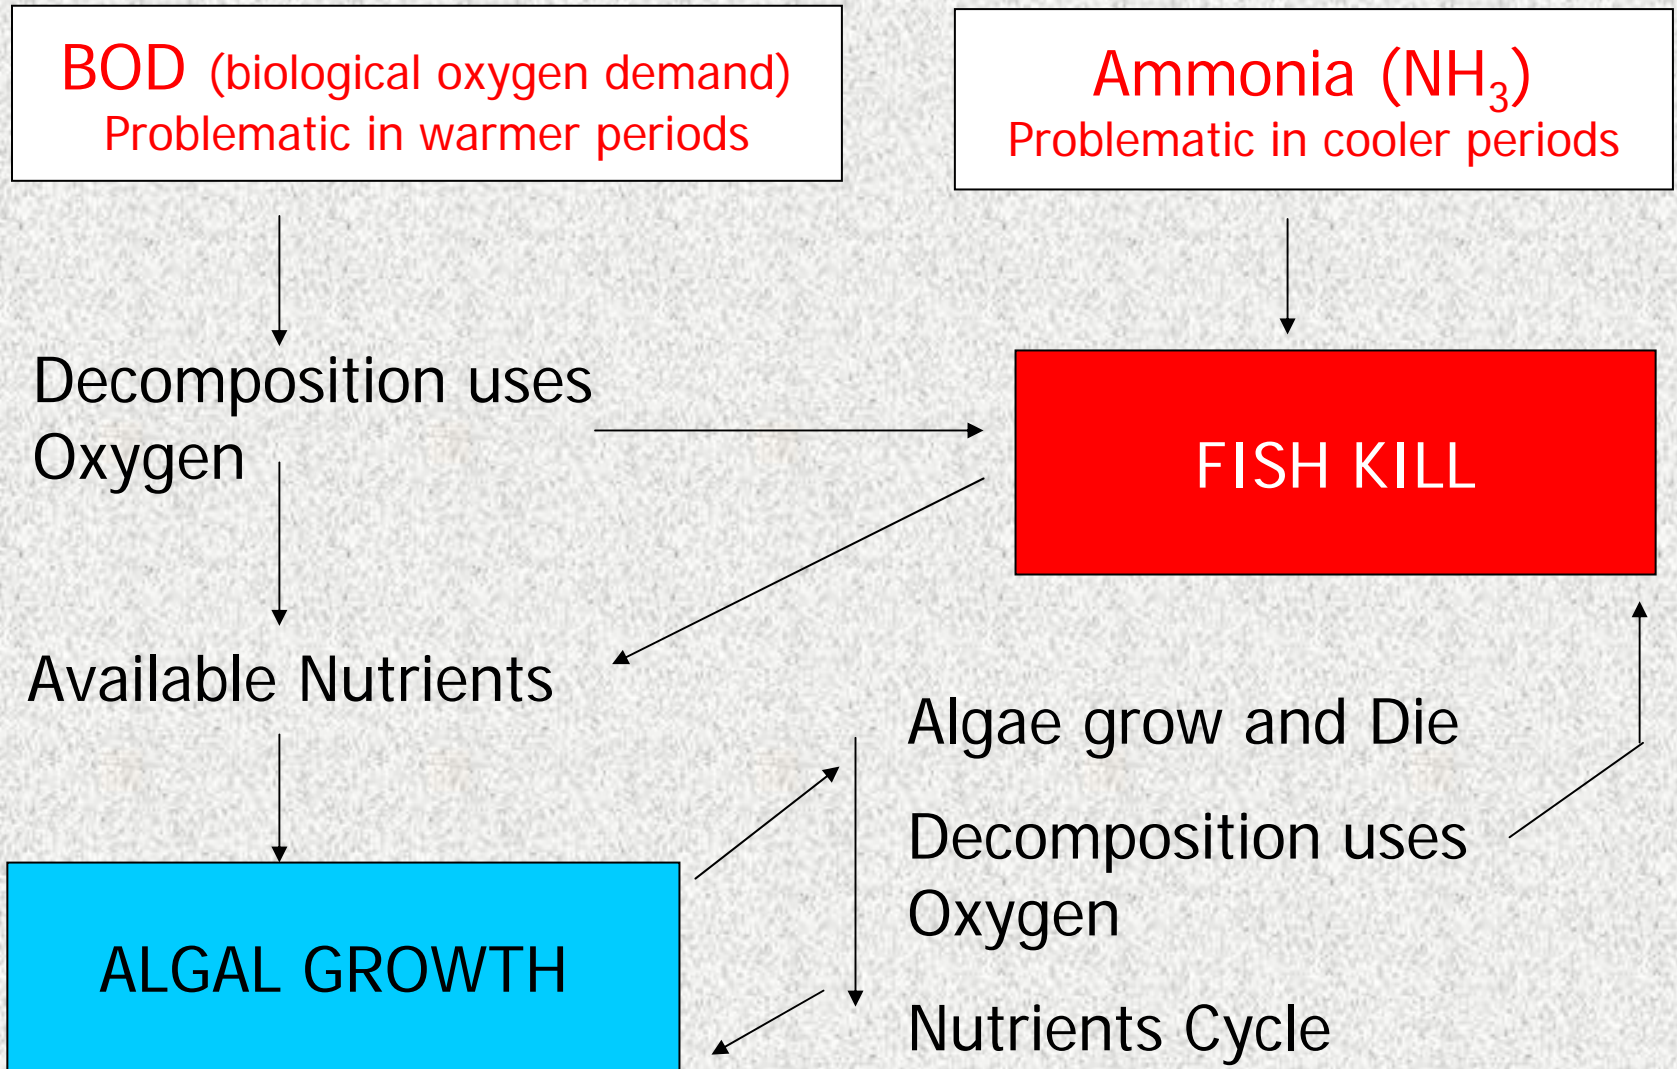 BOD (biological oxygen demand)
Problematic in warmer periods
Ammonia (NH₃)
Problematic in cooler periods
Decomposition uses
Oxygen
FISH KILL
Available Nutrients
Algae grow and Die
Decomposition uses
Oxygen
ALGAL GROWTH
Nutrients Cycle